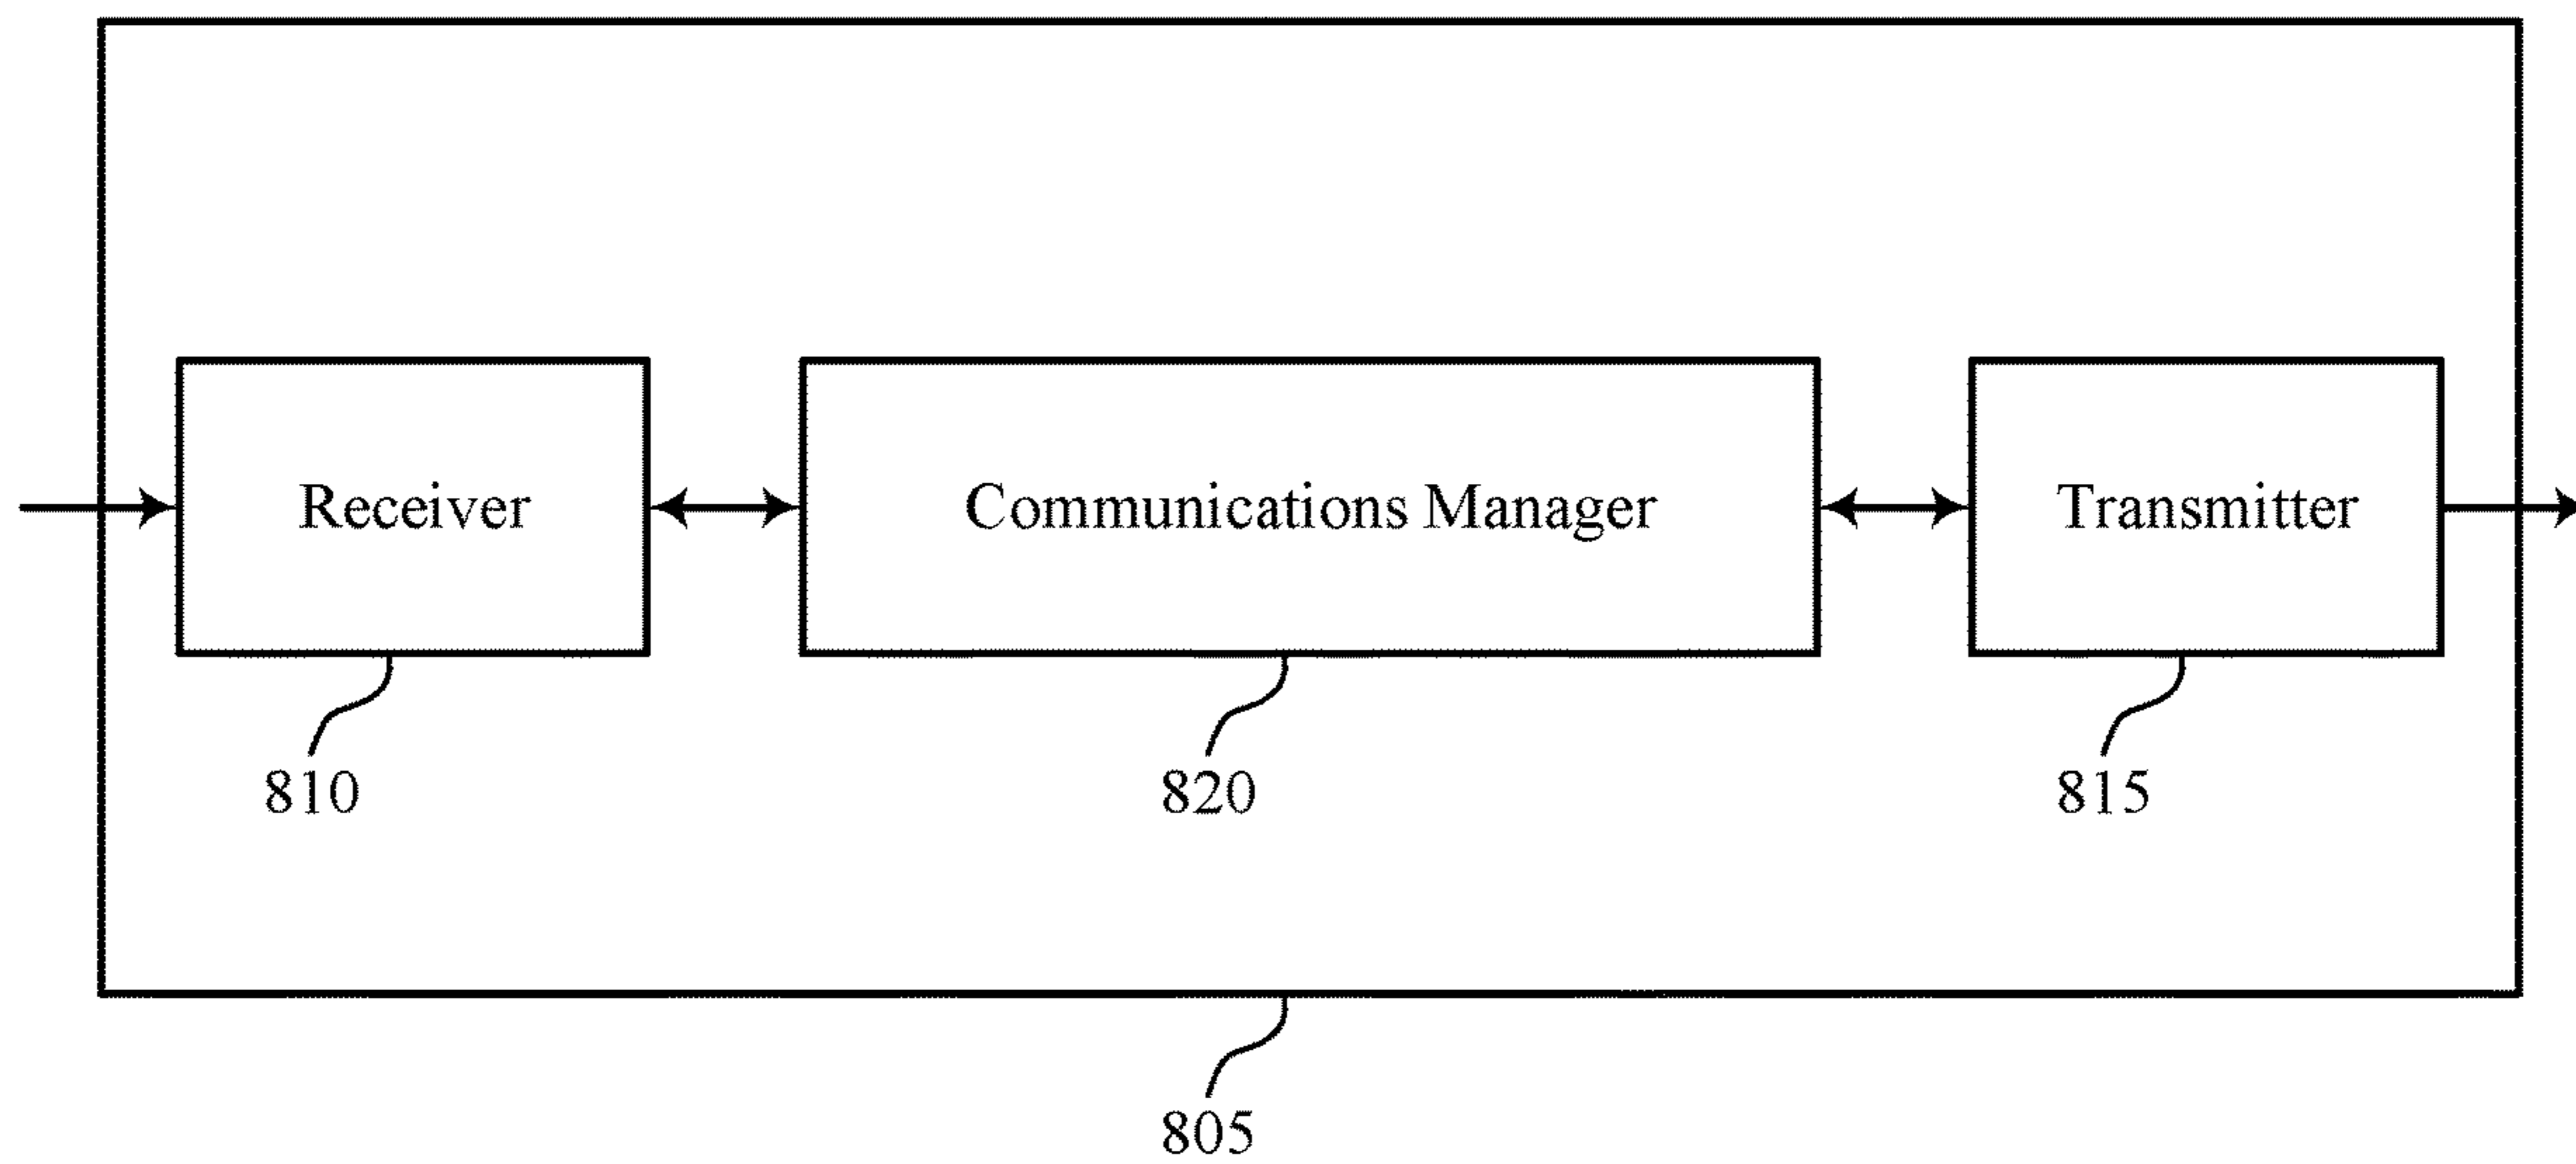 Receiver
Communications Manager
Transmitter
810
820
815
805